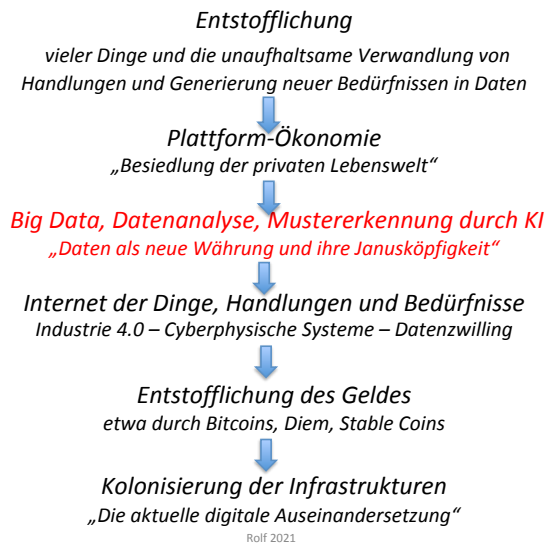 Entstofflichung
vieler Dinge und die unaufhaltsame Verwandlung von
Handlungen und Generierung neuer Bedürfnissen in Daten
Plattform-Ökonomie
„Besiedlung der privaten Lebenswelt“
Big Data, Datenanalyse, Mustererkennung durch KI
„Daten als neue Währung und ihre Janusköpfigkeit“
Internet der Dinge, Handlungen und Bedürfnisse
Industrie 4.0 – Cyberphysische Systeme – Datenzwilling
Entstofflichung des Geldes
etwa durch Bitcoins, Diem, Stable Coins
Kolonisierung der Infrastrukturen
„Die aktuelle digitale Auseinandersetzung“
Rolf 2021